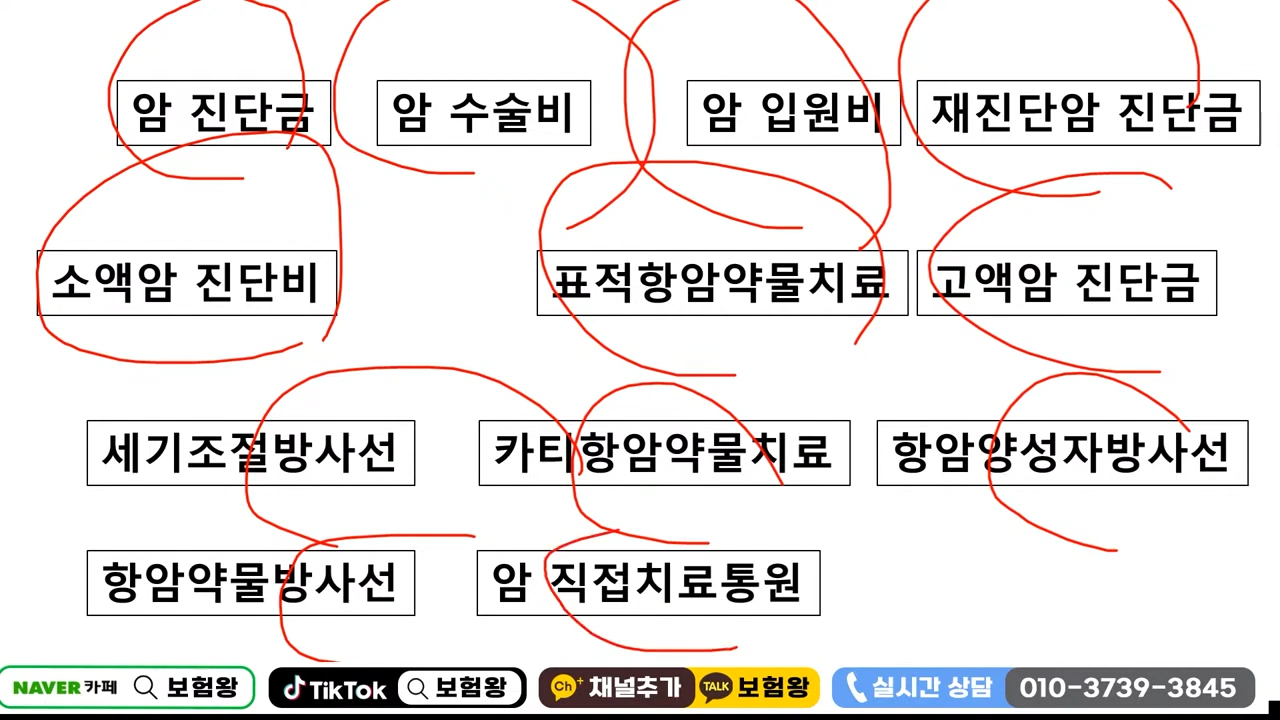 암 진단금 암 수술비 암 입원비 재진단암 진단금
소액암 진단비 표적항암약물치료 고액암 진단금
세기조절방사선 카티항암약물치료 항암양성자방사선
항암약물방사선 암 직접치료통원
NAVER 카페 보험왕 TikTok 보험왕 Ch+ 채널추가 TALK 보험왕 실시간 상담 010-3739-3845